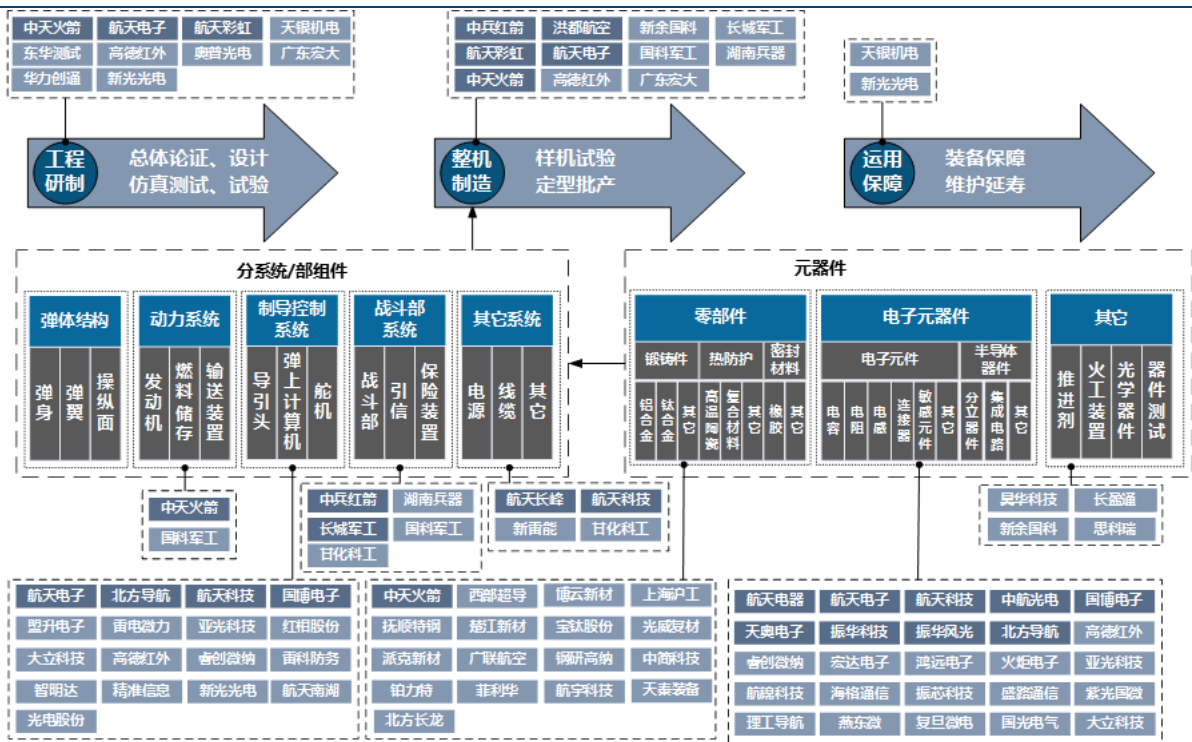 中天火箭 航天电子 航天彩虹 天银机电
东华测试 高德红外 奥普光电 广东宏大
华力创通 新光光电
中兵红箭 洪都航空 新余国科 长城军工
航天彩虹 航天电子 国科军工 湖南兵器
中天火箭 高德红外 广东宏大
天银机电
新光光电
工程
研制
总体论证、设计
仿真测试、试验
整机
制造
样机试验
定型批产
运用
保障
装备保障
维护延寿
分系统/部组件
弹体结构
弹身 弹翼 操纵面
动力系统
发动机 燃料储存 输送装置
制导控制
系统
导引头 弹上计算机 舵机
战斗部
系统
战斗部 引信 保险装置
其它系统
电源 线缆 其它
元器件
零部件
锻铸件 热防护 密封
材料
铝合金 钛合金 其它 高温陶瓷 复合材料 其它 橡胶 其它
电子元器件
电子元件 半导体
器件
电容 电阻 电感 连接器 敏感元件 其它 分立器件 集成电路 其它
其它
推进剂 火工装置 光学器件 器件测试
中天火箭
国科军工
中兵红箭 湖南兵器
长城军工 国科军工
甘化科工
航天长峰 航天科技
新雷能 甘化科工
昊华科技 长盈通
新余国科 思科瑞
航天电子 北方导航 航天科技 国博电子
盟升电子 雷电微力 亚光科技 红相股份
大立科技 高德红外 睿创微纳 雷科防务
智明达 精准信息 新光光电 航天南湖
光电股份
中天火箭 西部超导 博云新材 上海沪工
抚顺特钢 楚江新材 宝钛股份 光威复材
派克新材 广联航空 钢研高纳 中简科技
铂力特 菲利华 航宇科技 天秦装备
北方长龙
航天电器 航天电子 航天科技 中航光电 国博电子
天奥电子 振华科技 振华风光 北方导航 高德红外
睿创微纳 宏达电子 鸿远电子 火炬电子 亚光科技
航锦科技 海格通信 振芯科技 盛路通信 紫光国微
理工导航 燕东微 复旦微电 国光电气 大立科技